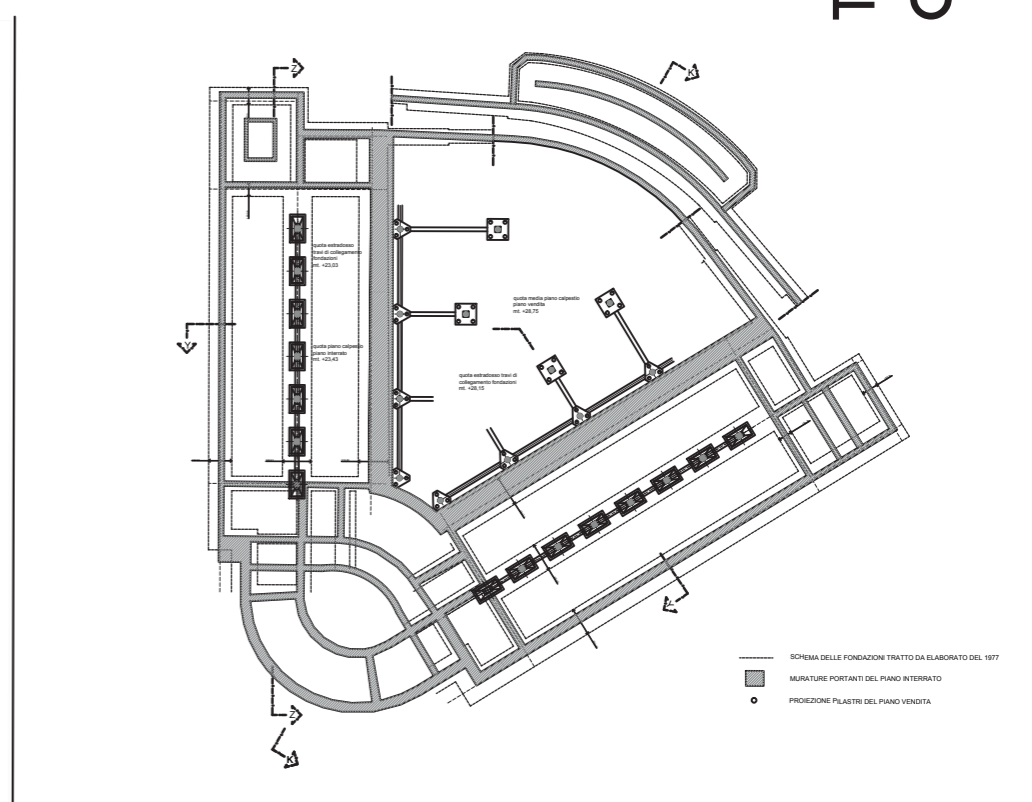 T
Z
K
quota estradosso
travi di collegamento
fondazioni
mt. +23,03
quota media piano calpestio
piano vendita
mt. +28,75
Y
quota piano calpestio
piano interrato
mt. +23,43
quota estradosso travi di
collegamento fondazioni
mt. +28,15
Y
SCHEMA DELLE FONDAZIONI TRATTO DA ELABORATO DEL 1977
MURATURE PORTANTI DEL PIANO INTERRATO
PROIEZIONE PILASTRI DEL PIANO VENDITA
Z
K